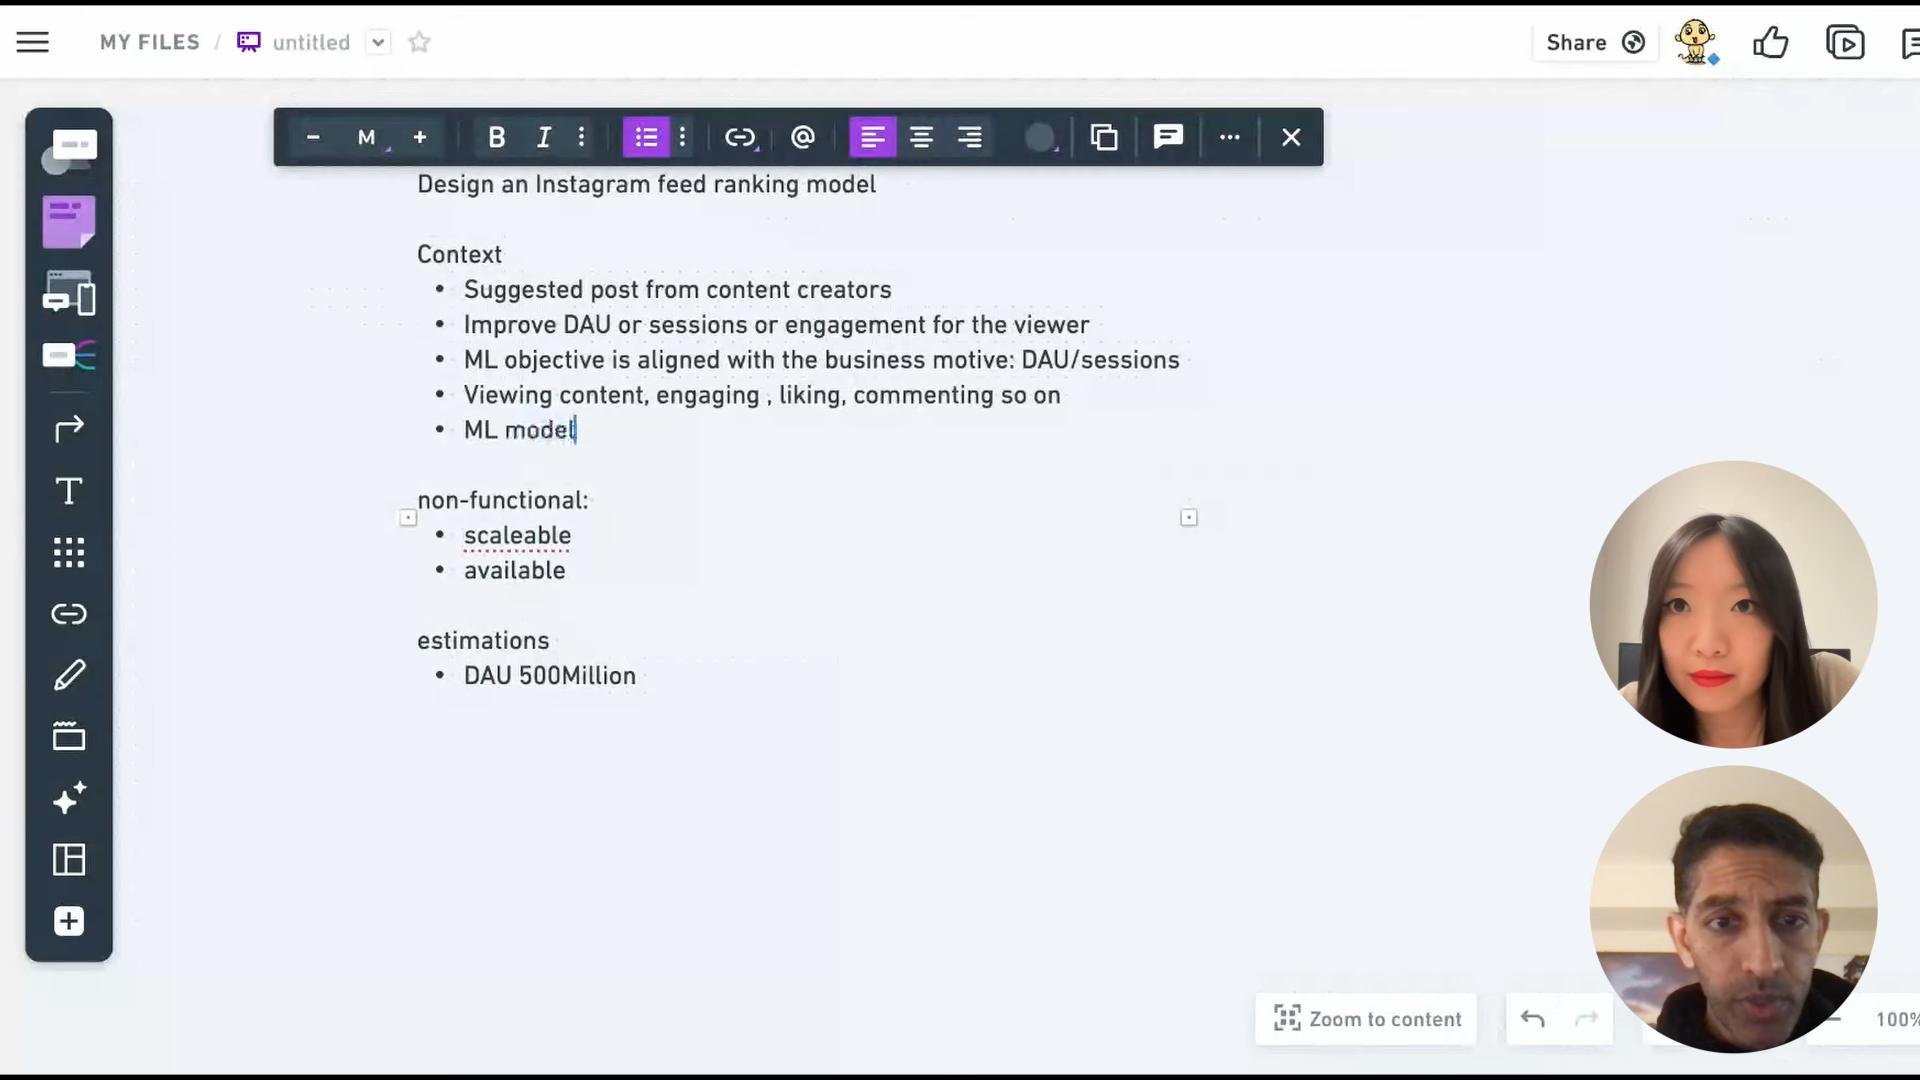 MY FILES / untitled
Share
M
B I @
Design an Instagram feed ranking model
Context
• Suggested post from content creators
• Improve DAU or sessions or engagement for the viewer
• ML objective is aligned with the business motive: DAU/sessions
• Viewing content, engaging , liking, commenting so on
• ML model
non-functional:
• scaleable
• available
estimations
• DAU 500Million
T
Zoom to content
100%